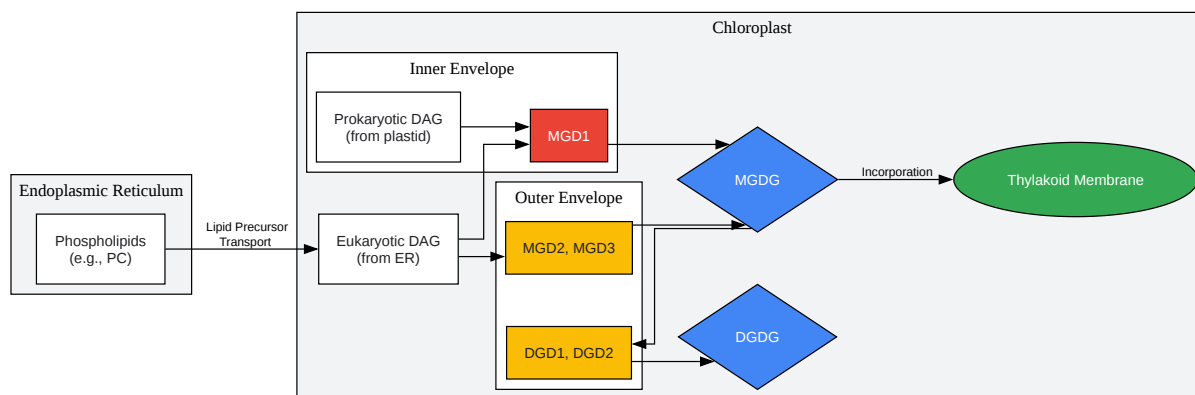 Chloroplast
Inner Envelope
Prokaryotic DAG
(from plastid)
MGD1
MGDG
Incorporation
Thylakoid Membrane
Endoplasmic Reticulum
Phospholipids
(e.g., PC)
Lipid Precursor
Transport
Eukaryotic DAG
(from ER)
Outer Envelope
MGD2, MGD3
DGD1, DGD2
DGDG